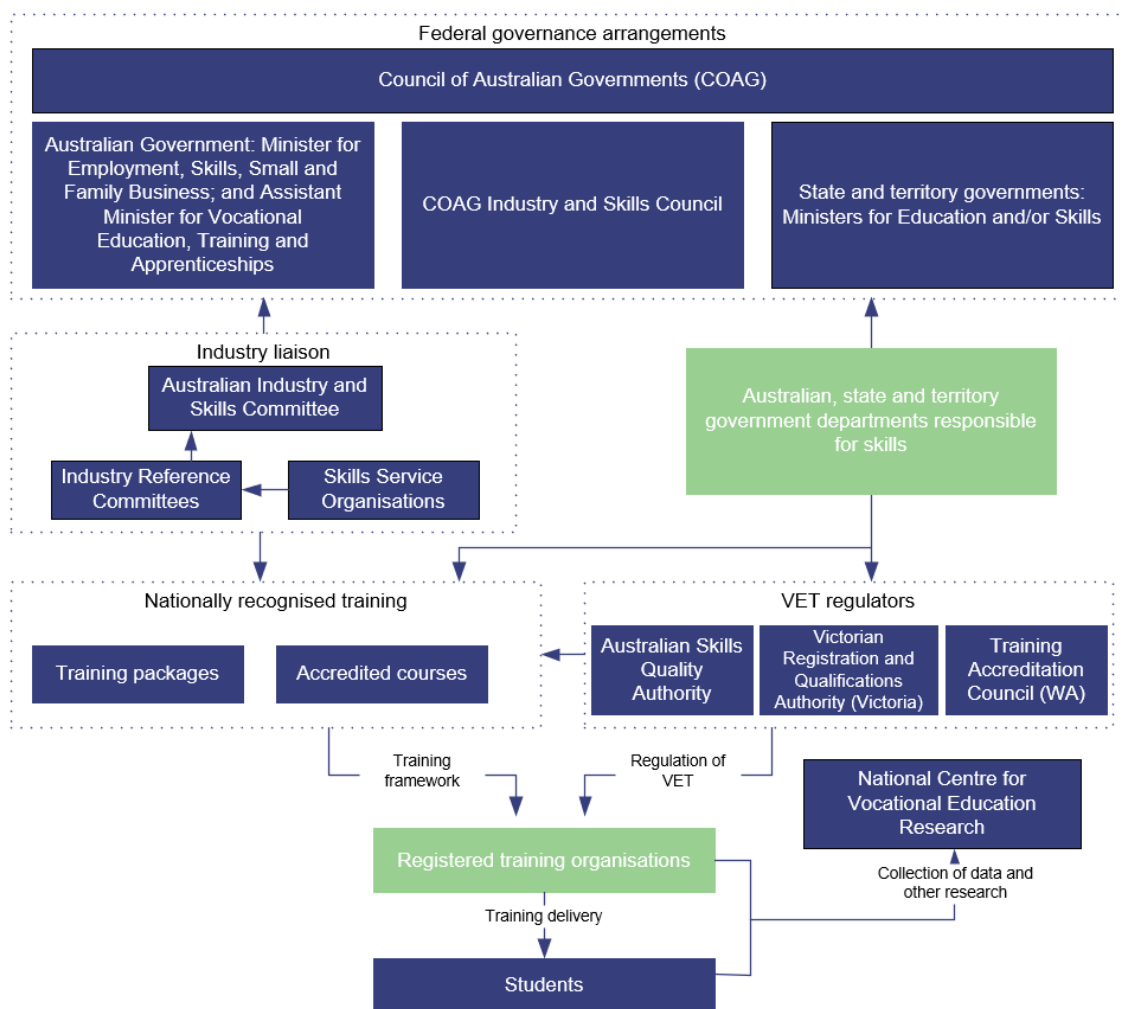 Federal governance arrangements
Council of Australian Governments (COAG)
Australian Government: Minister for
Employment, Skills, Small and
Family Business; and Assistant
Minister for Vocational
Education, Training and
Apprenticeships
COAG Industry and Skills Council
State and territory governments:
Ministers for Education and/or Skills
Industry liaison
Australian Industry and
Skills Committee
Industry Reference
Committees
Skills Service
Organisations
Australian, state and territory
government departments responsible
for skills
Nationally recognised training
Training packages
Accredited courses
VET regulators
Australian Skills
Quality
Authority
Victorian
Registration and
Qualifications
Authority (Victoria)
Training
Accreditation
Council (WA)
Training
framework
Regulation of
VET
National Centre for
Vocational Education
Research
Registered training organisations
Collection of data and
other research
Training delivery
Students